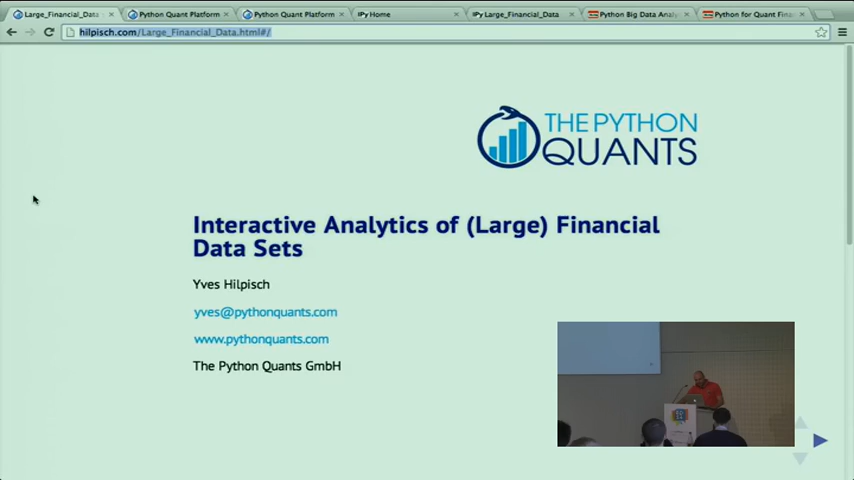 Large_Financial_Data
Python Quant Platform
Python Quant Platform
IPy Home
IPy Large_Financial_Data
Python Big Data Analy
Python for Quant Finan
hilpisch.com/Large_Financial_Data.html#/
THE PYTHON
QUANTS
Interactive Analytics of (Large) Financial
Data Sets
Yves Hilpisch
yves@pythonquants.com
www.pythonquants.com
The Python Quants GmbH